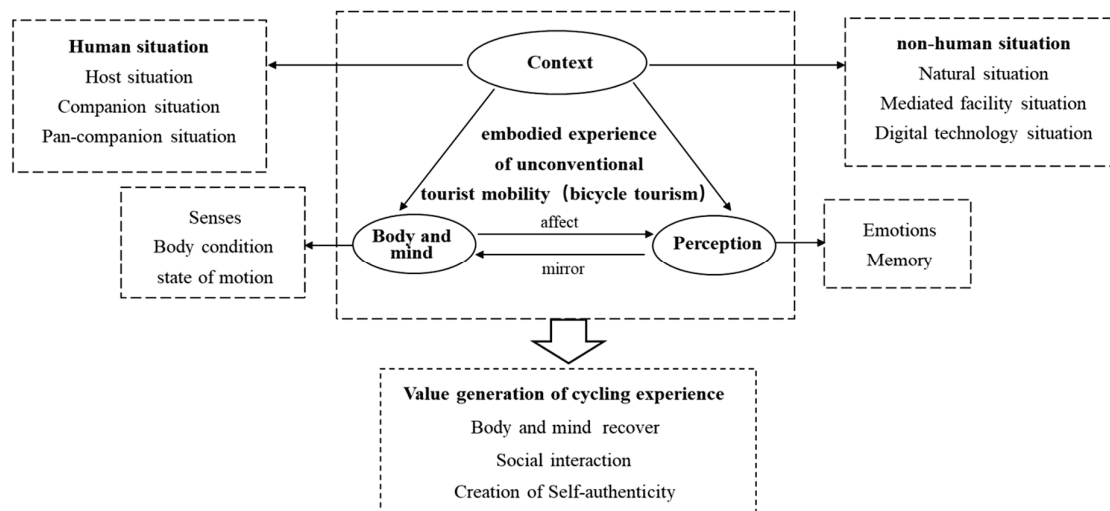 Human situation
Host situation
Companion situation
Pan-companion situation
Context
non-human situation
Natural situation
Mediated facility situation
Digital technology situation
embodied experience
of unconventional
tourist mobility（bicycle tourism）
Senses
Body condition
state of motion
Body and
mind
affect
mirror
Perception
Emotions
Memory
Value generation of cycling experience
Body and mind recover
Social interaction
Creation of Self-authenticity